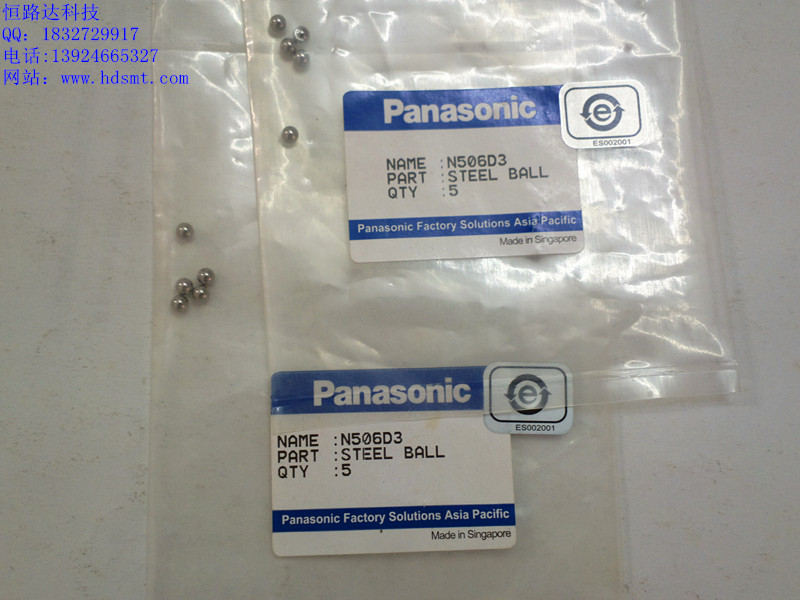 恒路达科技
QQ: 1832729917
电话:13924665327
网站: www.hdsmt.com
Panasonic
e
ES002001
NAME :N506D3
PART :STEEL BALL
QTY :5
Panasonic Factory Solutions Asia Pacific
Made in Singapore
Panasonic
e
ES002001
NAME :N506D3
PART :STEEL BALL
QTY :5
Panasonic Factory Solutions Asia Pacific
Made in Singapore